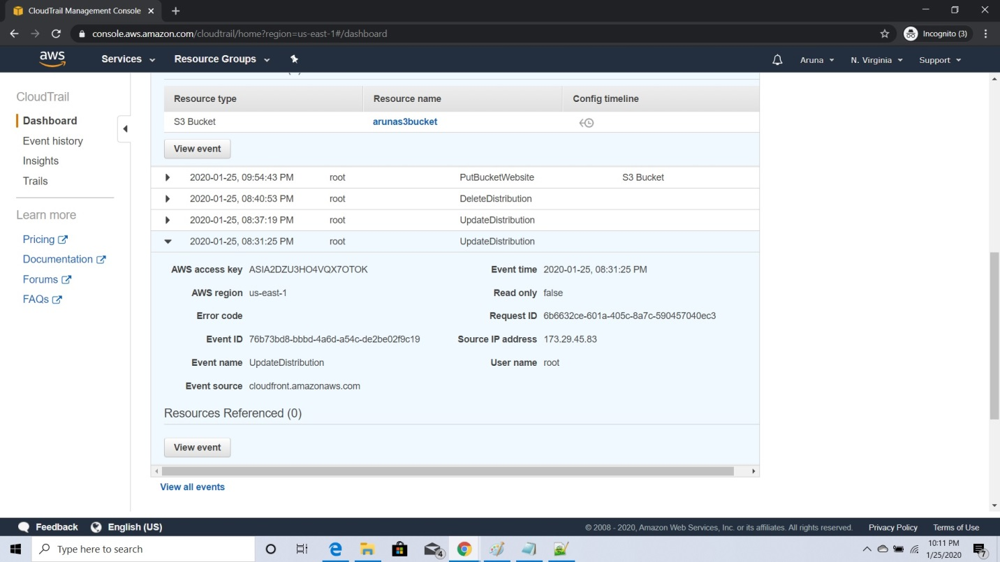 CloudTrail Management Console
console.aws.amazon.com/cloudtrail/home?region=us-east-1#/dashboard
Incognito (3)
aws
Services
Resource Groups
Aruna
N. Virginia
Support
CloudTrail
Dashboard
Event history
Insights
Trails
Learn more
Pricing
Documentation
Forums
FAQs
Resource type Resource name Config timeline
S3 Bucket arunas3bucket
View event
2020-01-25, 09:54:43 PM root PutBucketWebsite S3 Bucket
2020-01-25, 08:40:53 PM root DeleteDistribution
2020-01-25, 08:37:19 PM root UpdateDistribution
2020-01-25, 08:31:25 PM root UpdateDistribution
AWS access key ASIA2DZU3HO4VQX7OTOK Event time 2020-01-25, 08:31:25 PM
AWS region us-east-1 Read only false
Error code Request ID 6b6632ce-601a-405c-8a7c-590457040ec3
Event ID 76b73bd8-bbbd-4a6d-a54c-de2be02f9c19 Source IP address 173.29.45.83
Event name UpdateDistribution User name root
Event source cloudfront.amazonaws.com
Resources Referenced (0)
View event
View all events
Feedback English (US) © 2008 - 2020, Amazon Web Services, Inc. or its affiliates. All rights reserved. Privacy Policy Terms of Use
Type here to search
4
10:11 PM
1/25/2020
7